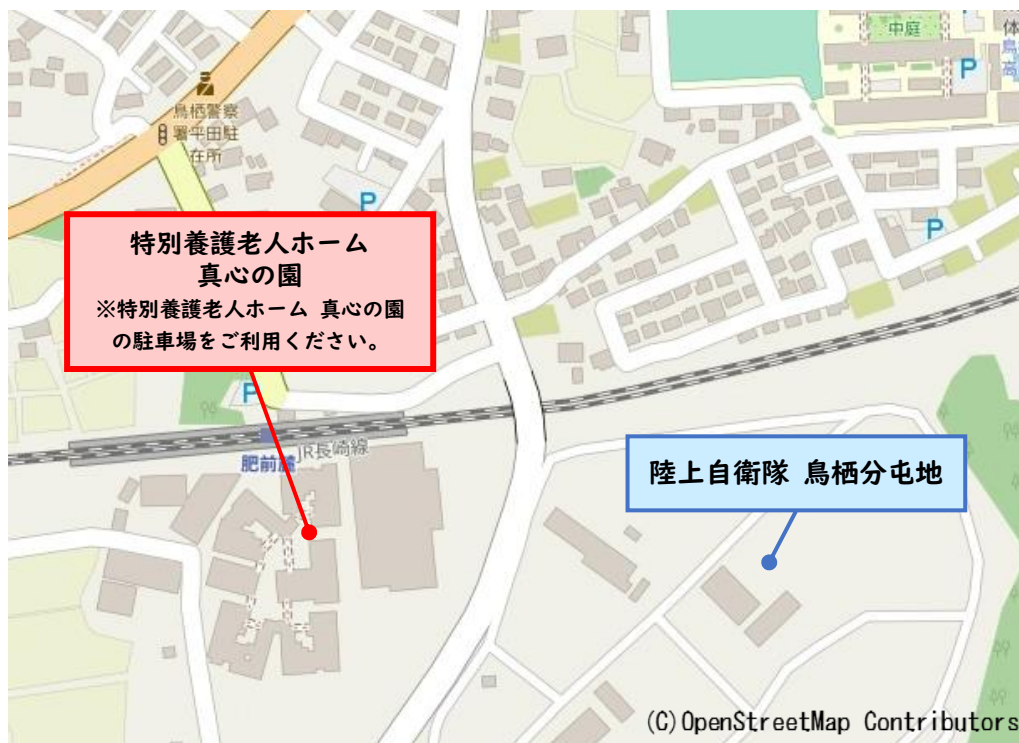 中庭
体
鳥
高
P
鳥栖警察
署平田駐
在所
P
P
特別養護老人ホーム
真心の園
※特別養護老人ホーム 真心の園
の駐車場をご利用ください。
P
JR長崎線
肥前麓
陸上自衛隊 鳥栖分屯地
(C)OpenStreetMap Contributors